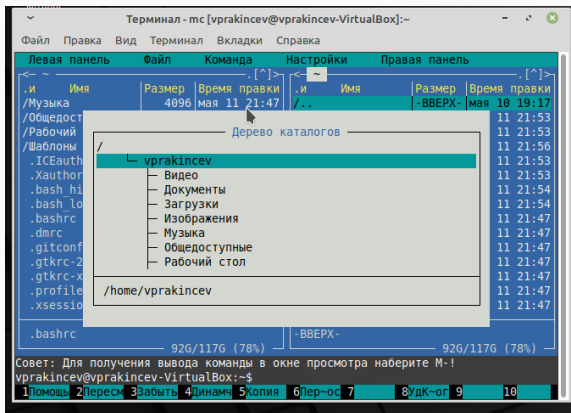 Терминал - mc [vprakincev@vprakincev-VirtualBox]:~
Файл Правка Вид Терминал Вкладки Справка
Левая панель Файл Команда Настройки Правая панель
<- ~ .[^]> <- ~ .[^]>
.и Имя Размер Время правки .и Имя Размер Время правки
/Музыка 4096 мая 11 21:47 /.. -ВВЕРХ- мая 10 19:17
/Общедост 11 21:53
/Рабочий Дерево каталогов 11 21:53
/Шаблоны / 11 21:56
.ICEauth vprakincev 11 21:53
.Xauthor Видео 11 21:53
.bash_hi Документы 11 21:54
.bash_lo Загрузки 11 21:54
.bashrc Изображения 11 21:47
.dmrc Музыка 11 21:47
.gitconf Общедоступные 11 21:47
.gtkrc-2 Рабочий стол 11 21:47
.gtkrc-x 11 21:47
.profile /home/vprakincev 11 21:47
.xsessio 11 21:47
.bashrc -ВВЕРХ-
92G/117G (78%) 92G/117G (78%)
Совет: Для получения вывода команды в окне просмотра наберите M-!
vprakincev@vprakincev-VirtualBox:~$
1Помощь 2Пересм 3Забыть 4Динамч 5Копия 6Пер~ос 7 8УдК~ог 9 10